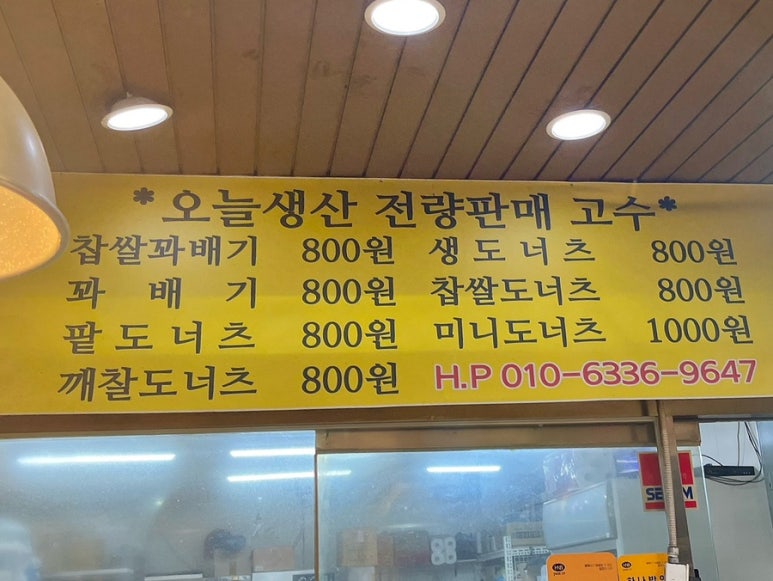 *오늘생산 전량판매 고수*
찹쌀꽈배기 800원 생도너츠 800원
꽈배기 800원 찹쌀도너츠 800원
팥도너츠 800원 미니도너츠 1000원
깨찰도너츠 800원 H.P 010-6336-9647